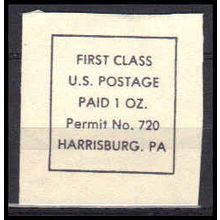 FIRST CLASS
U.S. POSTAGE
PAID 1 OZ.
Permit No. 720
HARRISBURG, PA